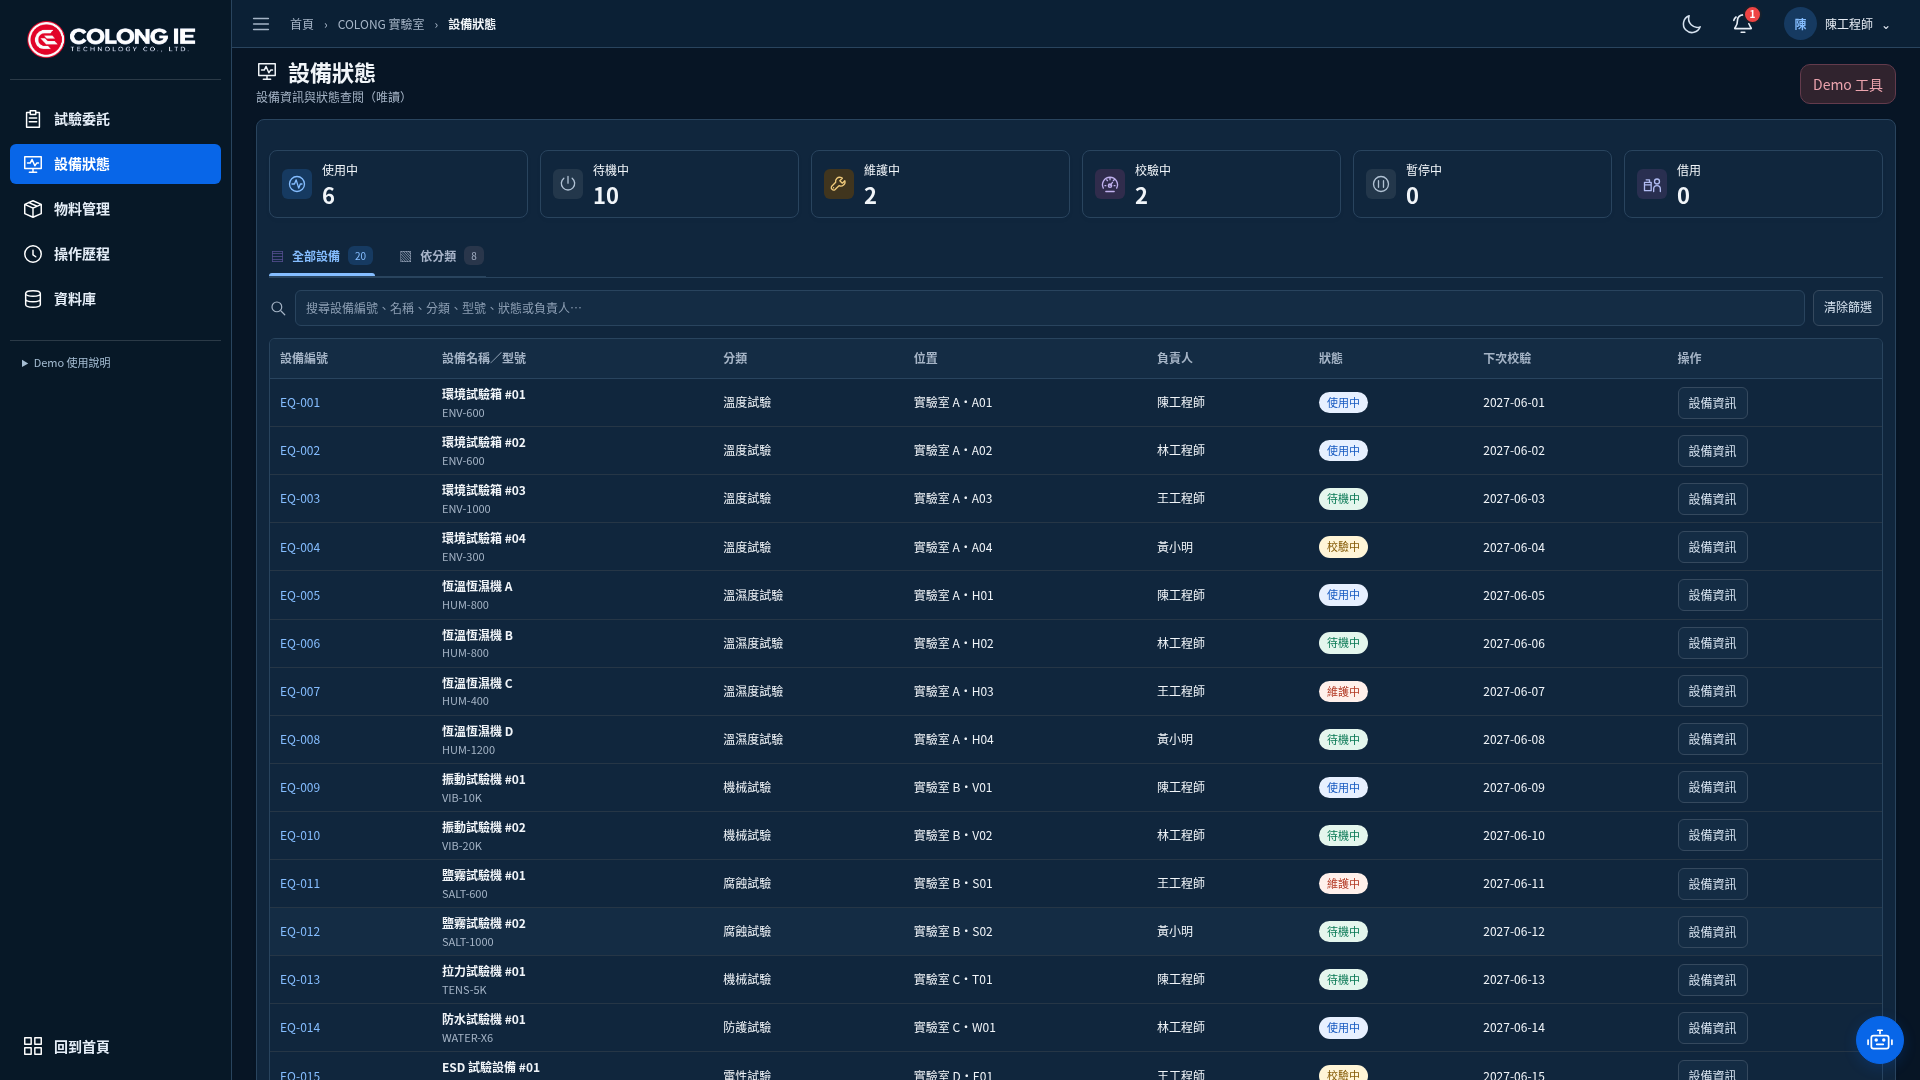 COLONG IE
TECHNOLOGY CO., LTD.
試驗委託
設備狀態
物料管理
操作歷程
資料庫
Demo 使用說明
回到首頁
首頁 › COLONG 實驗室 › 設備狀態
1
陳 陳工程師
設備狀態
設備資訊與狀態查閱（唯讀）
Demo 工具
使用中
6
待機中
10
維護中
2
校驗中
2
暫停中
0
借用
0
全部設備 20 依分類 8
搜尋設備編號、名稱、分類、型號、狀態或負責人…
清除篩選
設備編號 設備名稱／型號 分類 位置 負責人 狀態 下次校驗 操作
EQ-001 環境試驗箱 #01 溫度試驗 實驗室 A・A01 陳工程師 使用中 2027-06-01 設備資訊
ENV-600
EQ-002 環境試驗箱 #02 溫度試驗 實驗室 A・A02 林工程師 使用中 2027-06-02 設備資訊
ENV-600
EQ-003 環境試驗箱 #03 溫度試驗 實驗室 A・A03 王工程師 待機中 2027-06-03 設備資訊
ENV-1000
EQ-004 環境試驗箱 #04 溫度試驗 實驗室 A・A04 黃小明 校驗中 2027-06-04 設備資訊
ENV-300
EQ-005 恆溫恆濕機 A 溫濕度試驗 實驗室 A・H01 陳工程師 使用中 2027-06-05 設備資訊
HUM-800
EQ-006 恆溫恆濕機 B 溫濕度試驗 實驗室 A・H02 林工程師 待機中 2027-06-06 設備資訊
HUM-800
EQ-007 恆溫恆濕機 C 溫濕度試驗 實驗室 A・H03 王工程師 維護中 2027-06-07 設備資訊
HUM-400
EQ-008 恆溫恆濕機 D 溫濕度試驗 實驗室 A・H04 黃小明 待機中 2027-06-08 設備資訊
HUM-1200
EQ-009 振動試驗機 #01 機械試驗 實驗室 B・V01 陳工程師 使用中 2027-06-09 設備資訊
VIB-10K
EQ-010 振動試驗機 #02 機械試驗 實驗室 B・V02 林工程師 待機中 2027-06-10 設備資訊
VIB-20K
EQ-011 鹽霧試驗機 #01 腐蝕試驗 實驗室 B・S01 王工程師 維護中 2027-06-11 設備資訊
SALT-600
EQ-012 鹽霧試驗機 #02 腐蝕試驗 實驗室 B・S02 黃小明 待機中 2027-06-12 設備資訊
SALT-1000
EQ-013 拉力試驗機 #01 機械試驗 實驗室 C・T01 陳工程師 待機中 2027-06-13 設備資訊
TENS-5K
EQ-014 防水試驗機 #01 防護試驗 實驗室 C・W01 林工程師 使用中 2027-06-14 設備資訊
WATER-X6
EQ-015 ESD 試驗設備 #01 電性試驗 實驗室 D・E01 王工程師 校驗中 2027-06-15 設備資訊